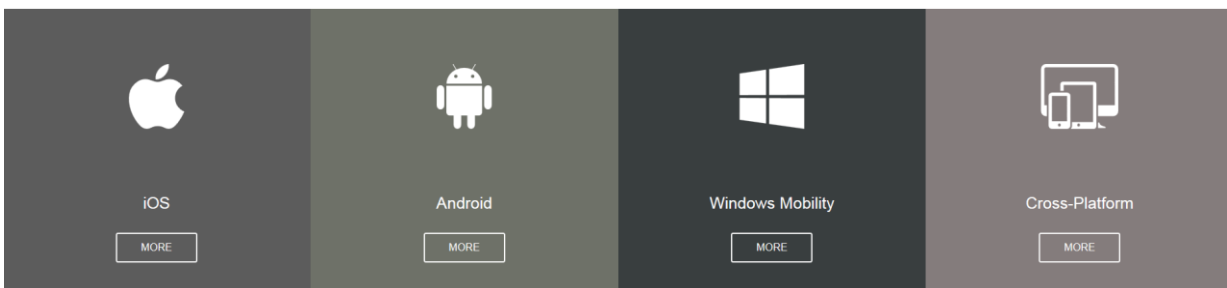 iOS
Android
Windows Mobility
Cross-Platform
MORE
MORE
MORE
MORE